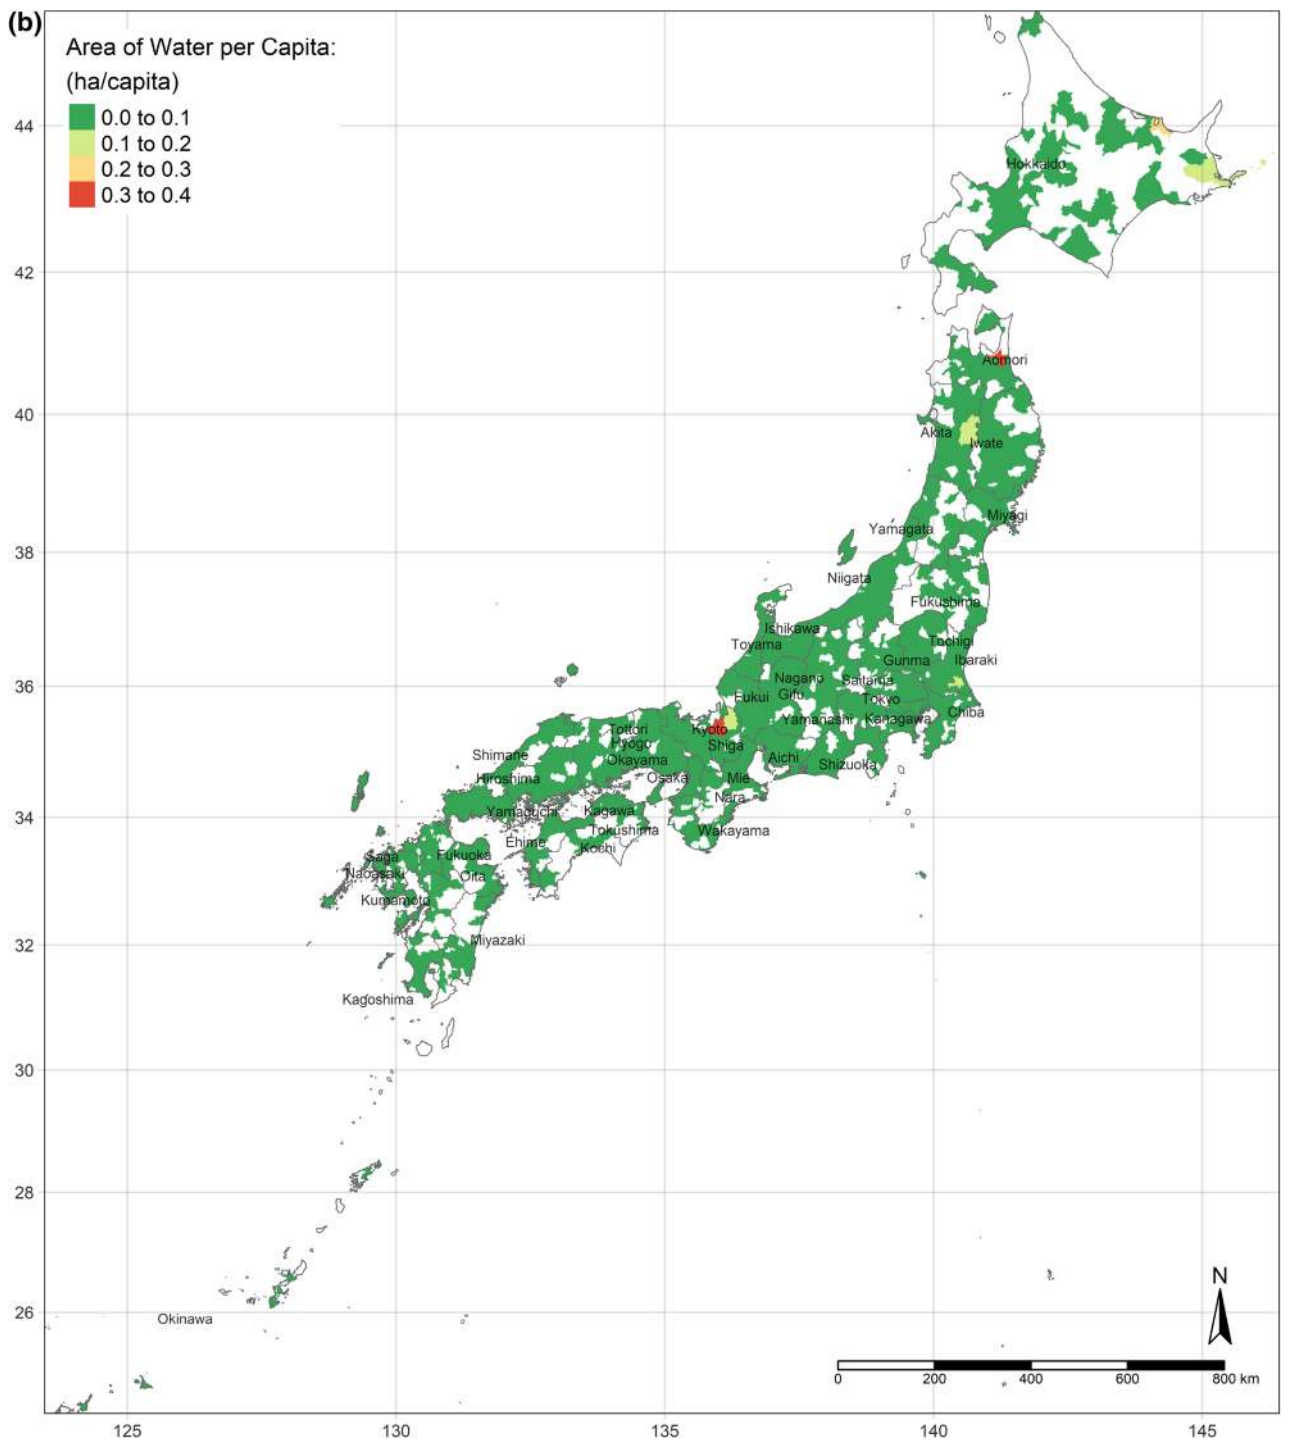 (b)
Area of Water per Capita:
(ha/capita)
0.0 to 0.1
0.1 to 0.2
0.2 to 0.3
0.3 to 0.4
44
Hokkaido
42
Aomori
40
Akita
Iwate
Miyagi
Yamagata
38
Niigata
Fukushima
Ishikawa
Toyama
Tochigi
Gunma
Ibaraki
36
Nagano
Saitama
Fukui
Gifu
Tokyo
Chiba
Yamanashi
Kanagawa
Tottori
Kyoto
Hyogo
Shiga
Shimane
Okayama
Aichi
Shizuoka
Hiroshima
Osaka
Mie
Nara
34
Yamaguchi
Kagawa
Tokushima
Wakayama
Ehime
Kochi
Saga
Fukuoka
Nagasaki
Oita
Kumamoto
32
Miyazaki
Kagoshima
30
28
N
26
Okinawa
0 200 400 600 800 km
125 130 135 140 145